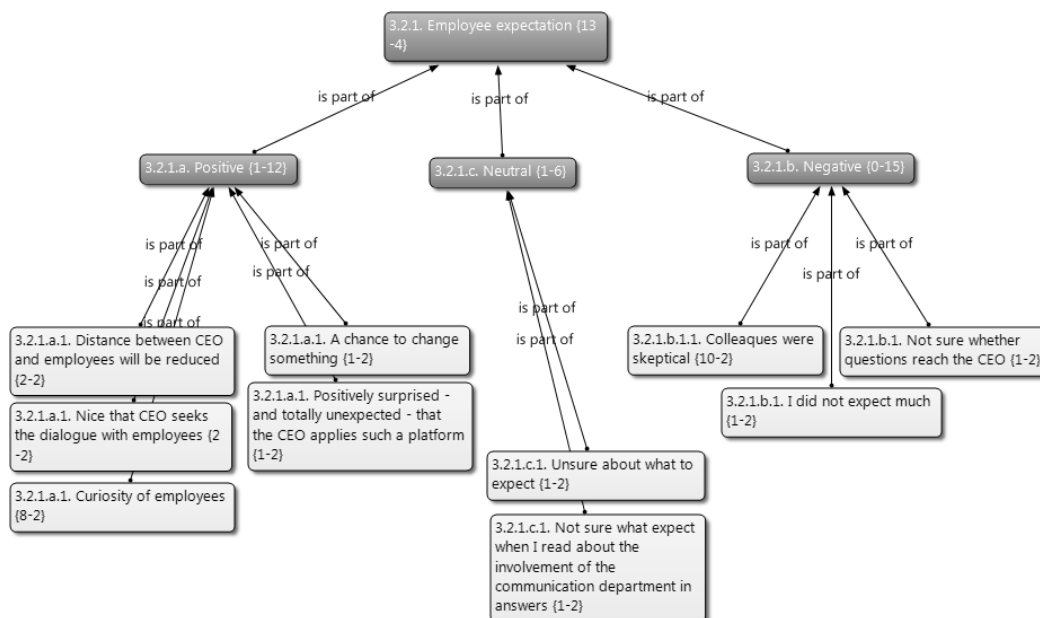 3.2.1. Employee expectation {13
-4}
is part of
is part of
is part of
3.2.1.a. Positive {1-12}
3.2.1.c. Neutral {1-6}
3.2.1.b. Negative {0-15}
is part of
is part of
is part of
is part of
is part of
is part of
is part of
is part of
is part of
is part of
3.2.1.a.1. Distance between CEO
and employees will be reduced
{2-2}
3.2.1.a.1. A chance to change
something {1-2}
3.2.1.b.1.1. Colleaques were
skeptical {10-2}
3.2.1.b.1. Not sure whether
questions reach the CEO {1-2}
3.2.1.a.1. Nice that CEO seeks
the dialogue with employees {2
-2}
3.2.1.a.1. Positively surprised -
and totally unexpected - that
the CEO applies such a platform
{1-2}
3.2.1.b.1. I did not expect much
{1-2}
3.2.1.a.1. Curiosity of employees
{8-2}
3.2.1.c.1. Unsure about what to
expect {1-2}
3.2.1.c.1. Not sure what expect
when I read about the
involvement of the
communication department in
answers {1-2}